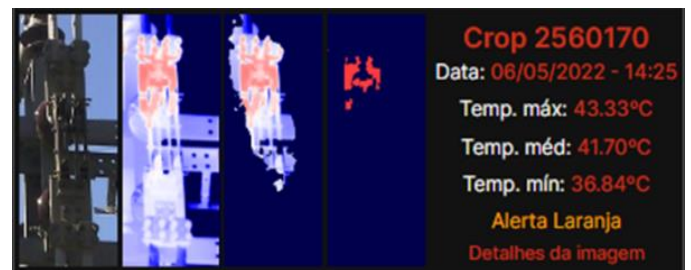 Crop 2560170
Data: 06/05/2022 - 14:25
Temp. máx: 43.33ºC
Temp. méd: 41.70ºC
Temp. mín: 36.84ºC
Alerta Laranja
Detalhes da imagem